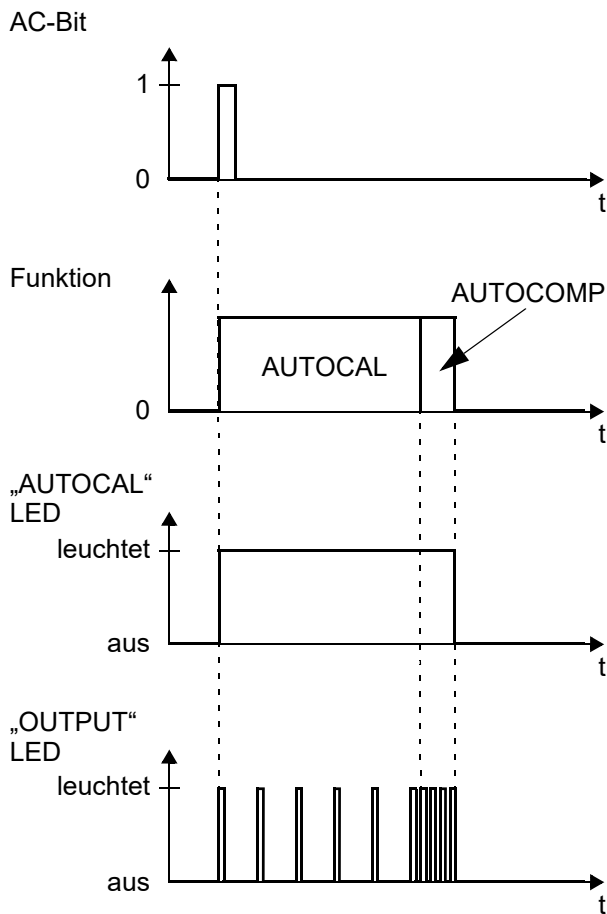 AC-Bit
1
0
t
Funktion
AUTOCOMP
AUTOCAL
0
t
„AUTOCAL“
LED
leuchtet
aus
t
„OUTPUT“
LED
leuchtet
aus
t